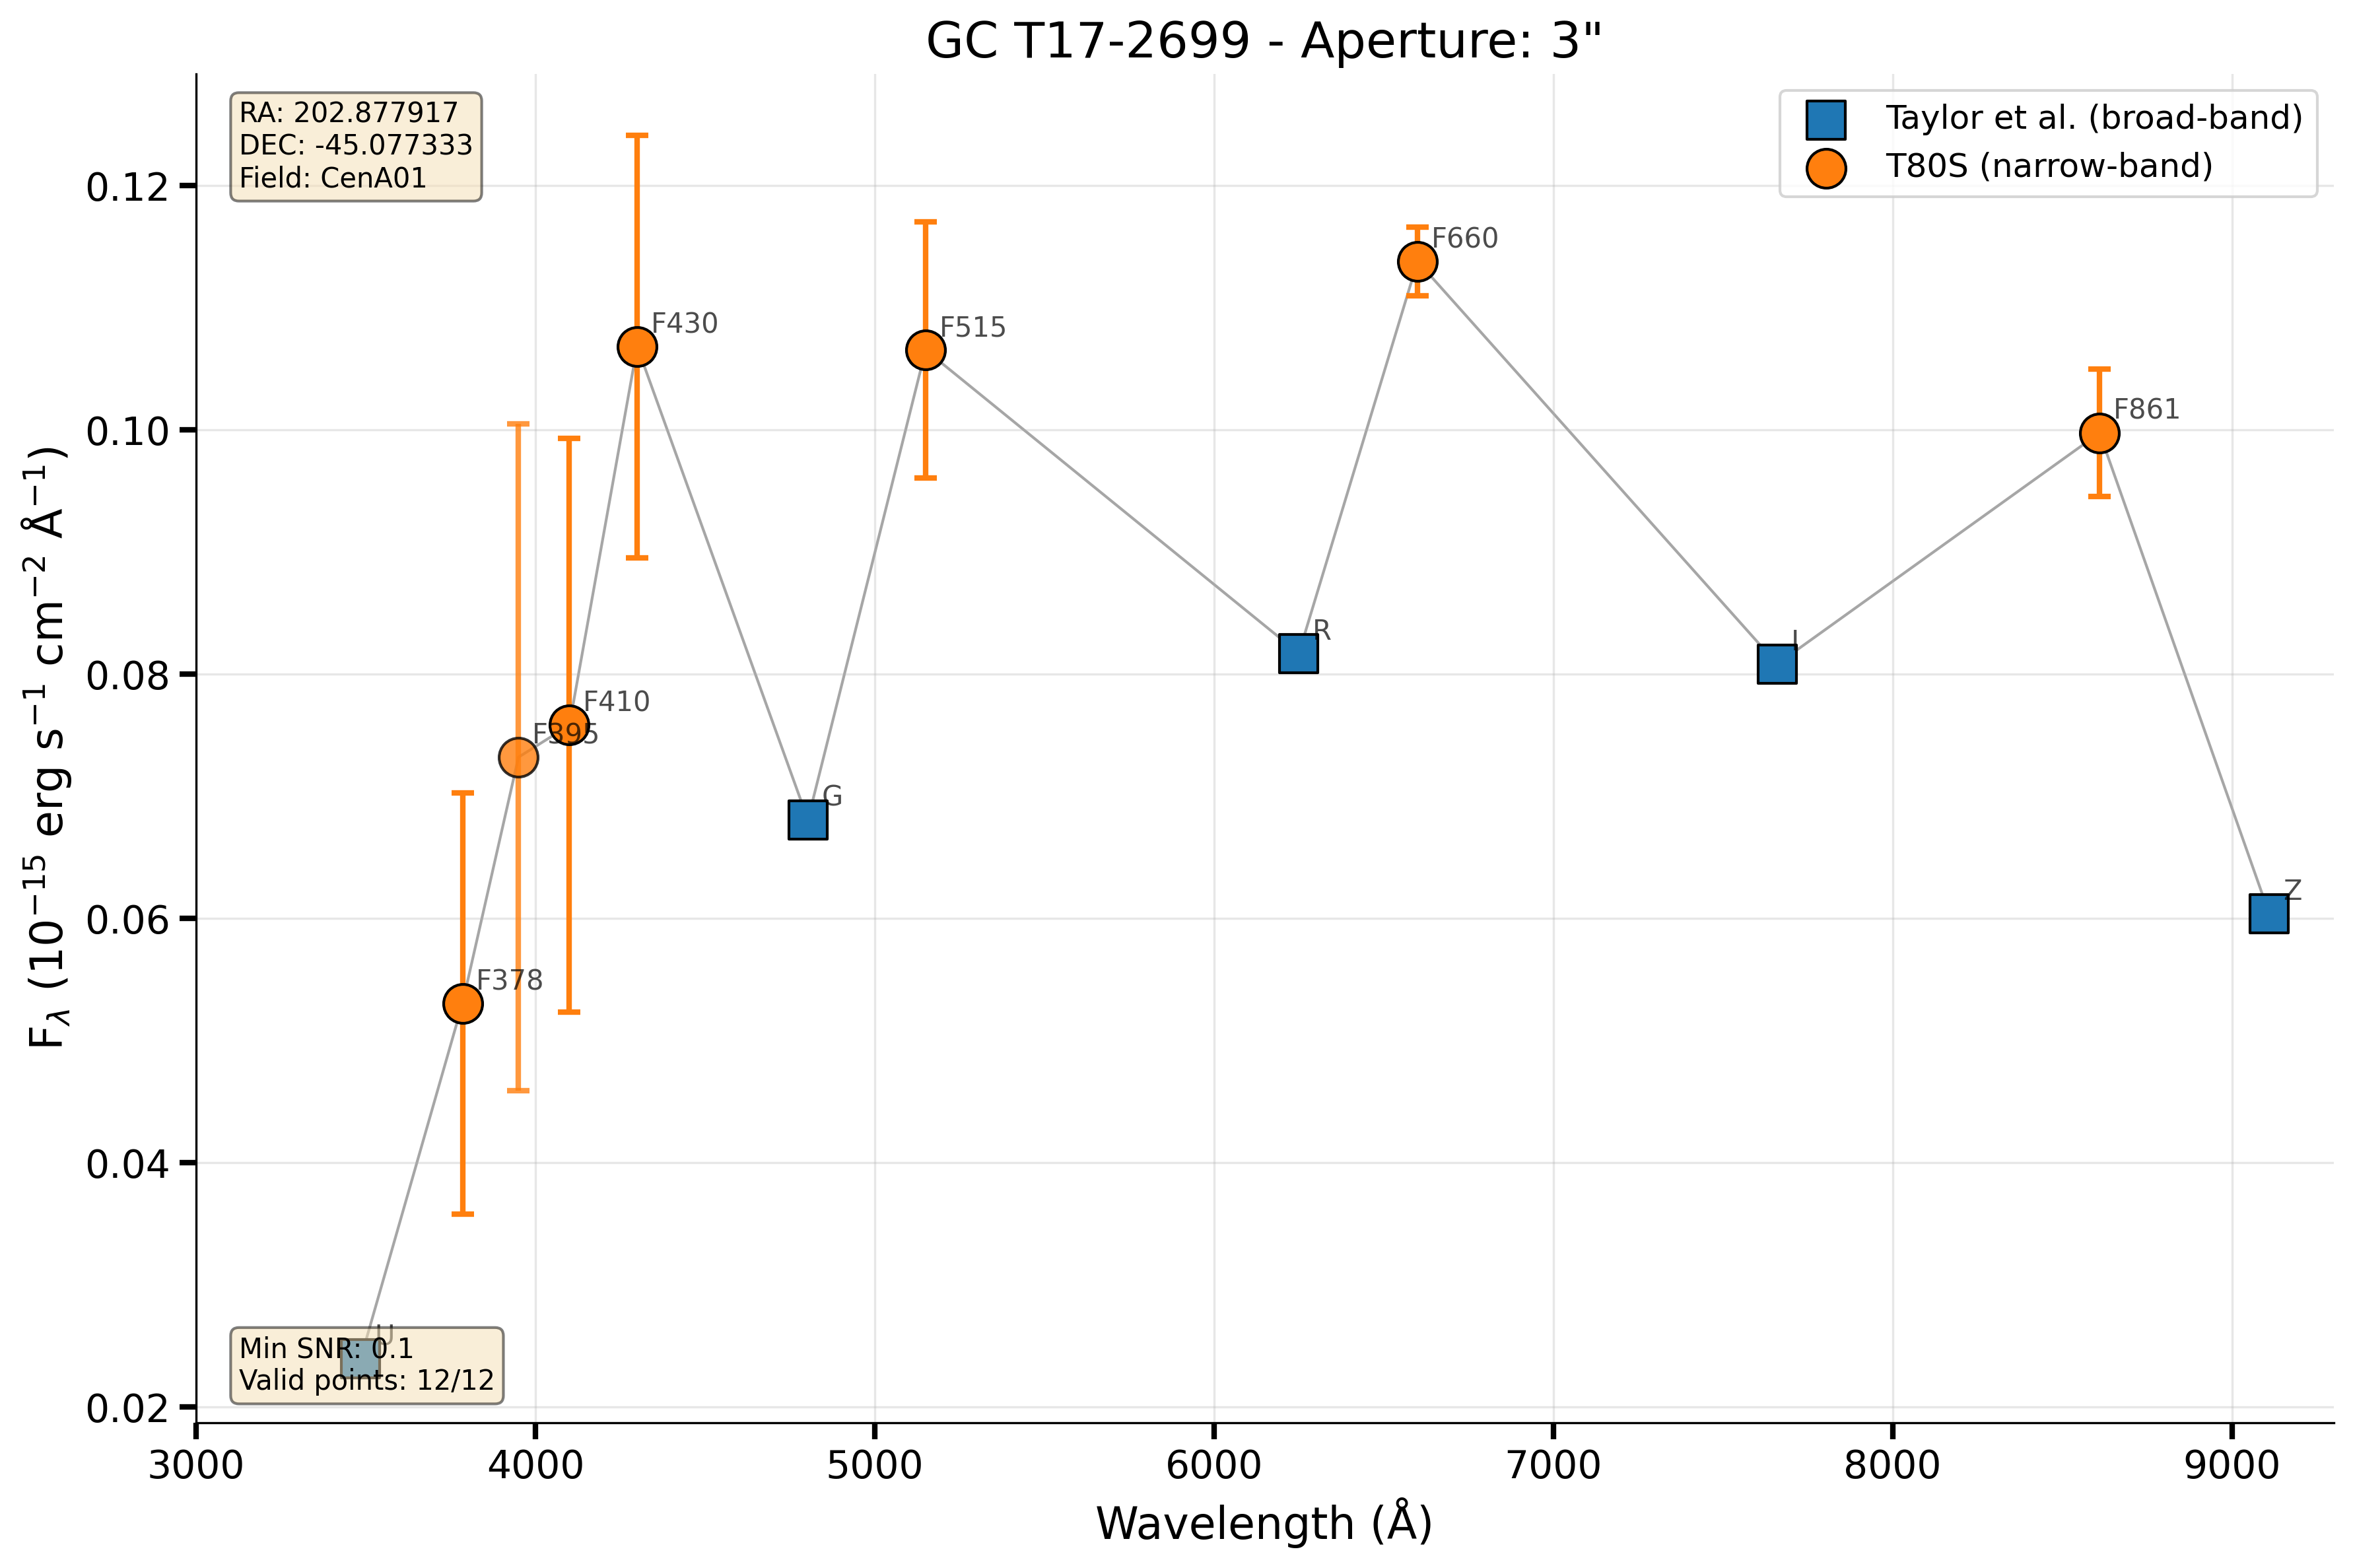 GC T17-2699 - Aperture: 3"
RA: 202.877917
DEC: -45.077333
Field: CenA01
Taylor et al. (broad-band)
T80S (narrow-band)
F660
F430
F515
F861
R
I
F410
F395
G
Z
F378
U
Min SNR: 0.1
Valid points: 12/12
0.12
0.10
0.08
0.06
0.04
0.02
F_λ (10⁻¹⁵ erg s⁻¹ cm⁻² Å⁻¹)
3000 4000 5000 6000 7000 8000 9000
Wavelength (Å)